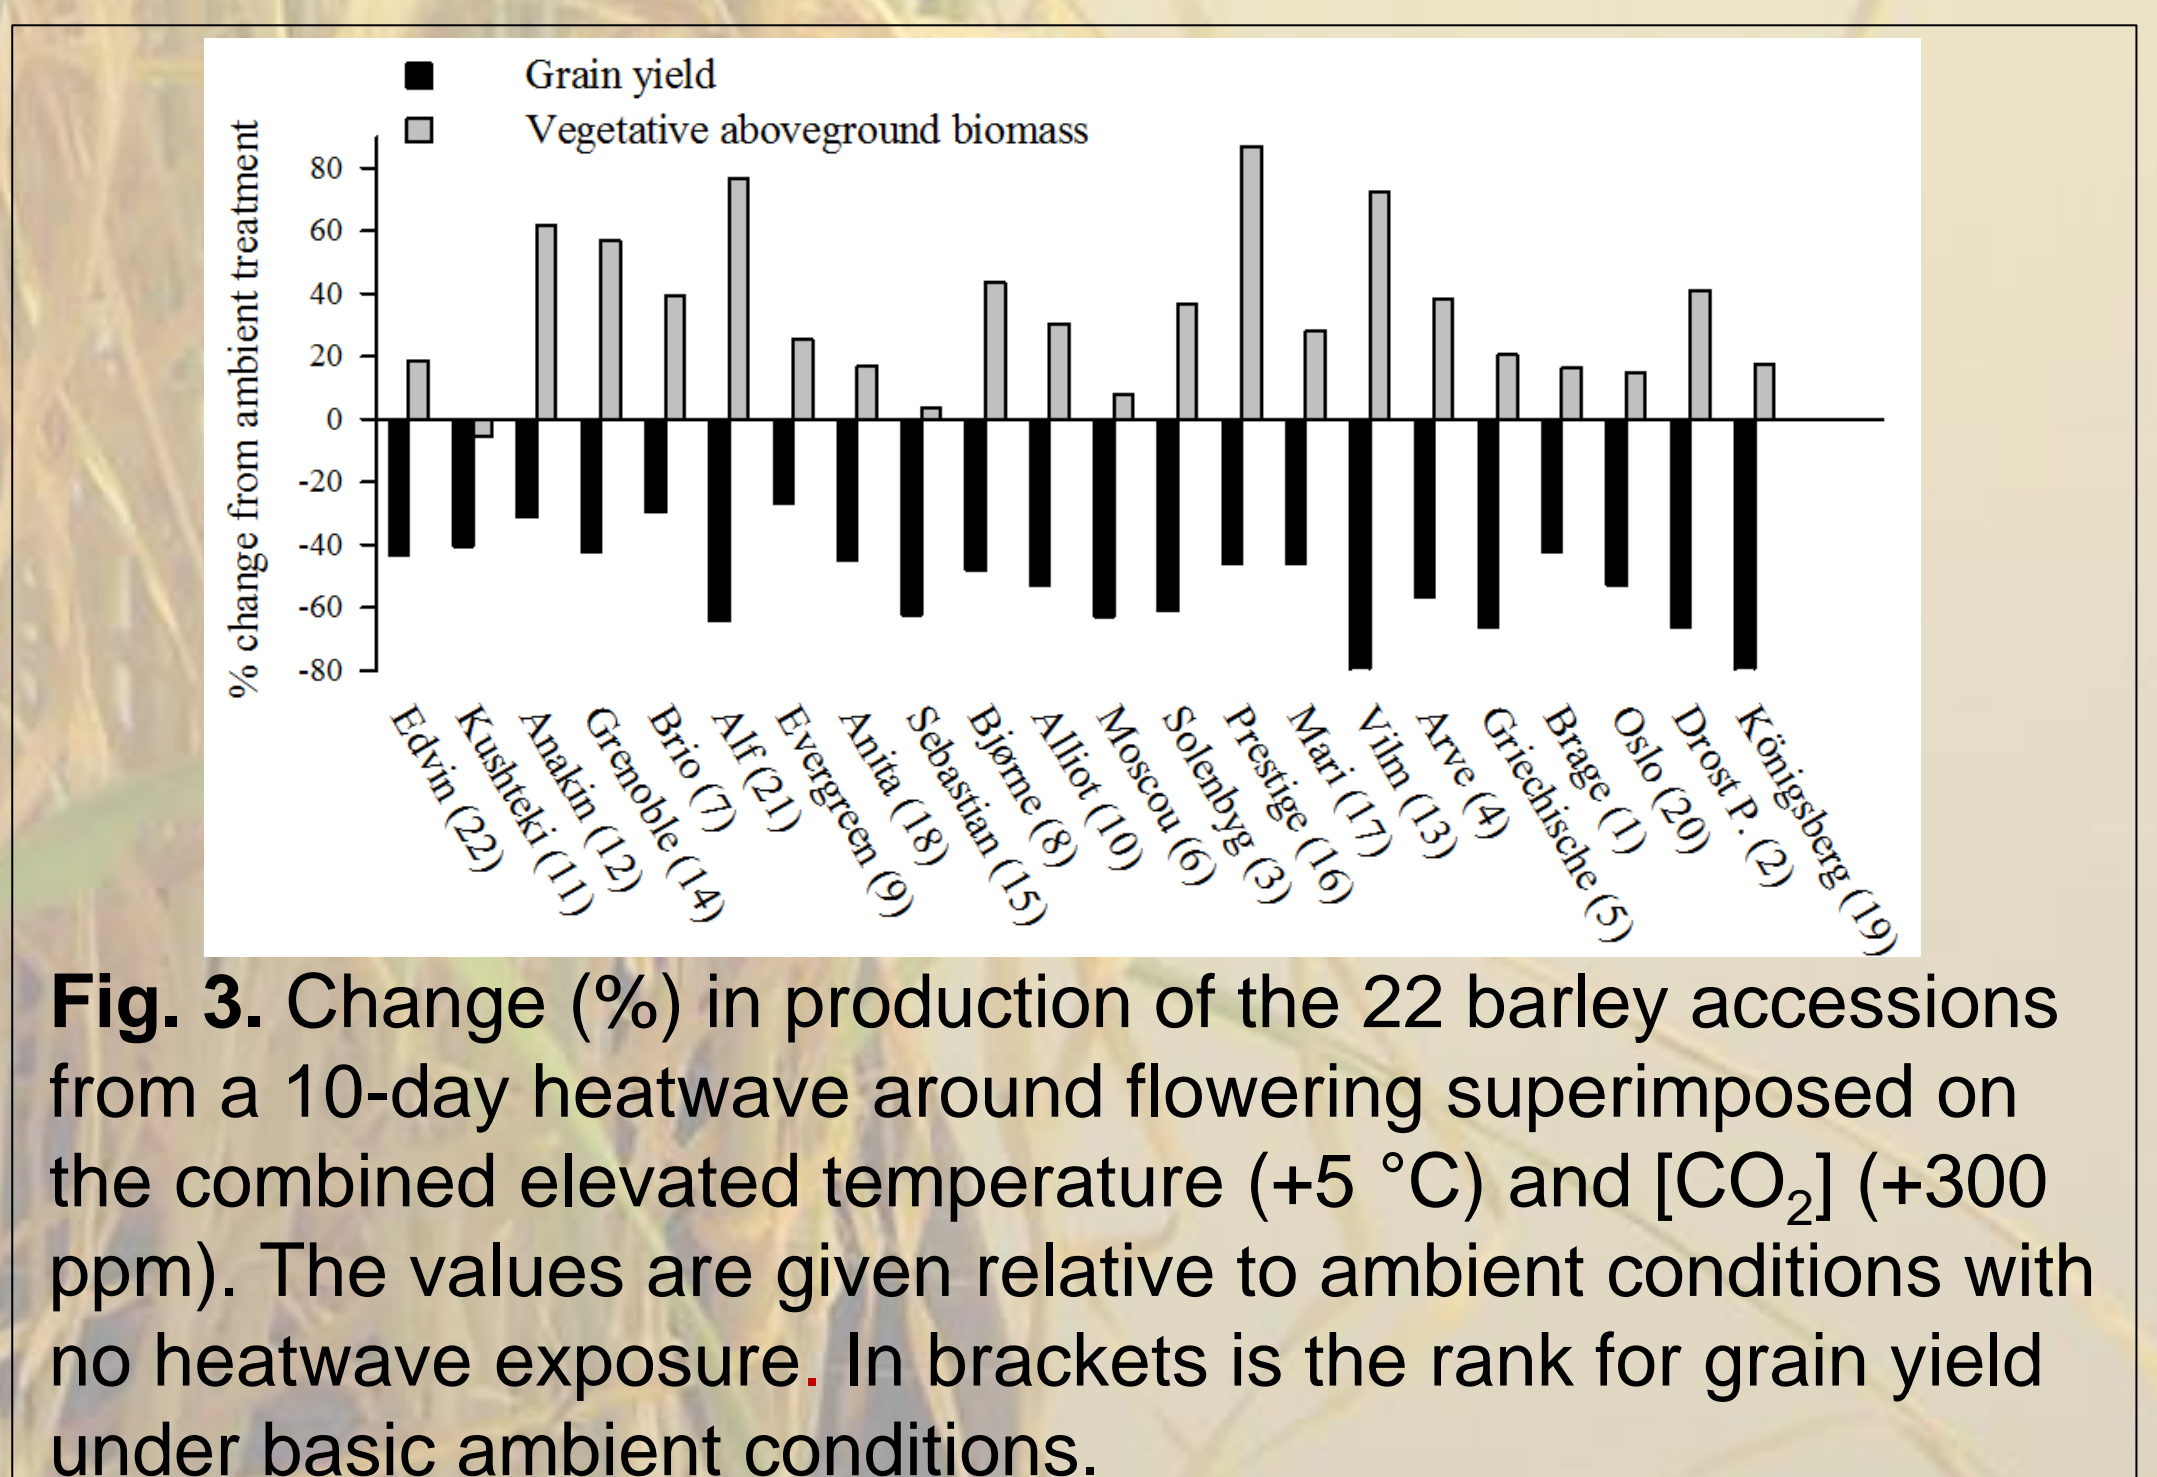 Grain yield
Vegetative aboveground biomass
% change from ambient treatment
80
60
40
20
0
-20
-40
-60
-80
Edvin (22)
Kushteki (11)
Anakin (12)
Grenoble (14)
Brio (7)
Alf (21)
Evergreen (9)
Anita (18)
Sebastian (15)
Bjørne (8)
Alliot (10)
Moscou (6)
Solenbyg (3)
Prestige (16)
Mari (17)
Vilm (13)
Arve (4)
Griechische (5)
Brage (1)
Oslo (20)
Drost P. (2)
Königsberg (19)
Fig. 3. Change (%) in production of the 22 barley accessions
from a 10-day heatwave around flowering superimposed on
the combined elevated temperature (+5 °C) and [CO₂] (+300
ppm). The values are given relative to ambient conditions with
no heatwave exposure. In brackets is the rank for grain yield
under basic ambient conditions.